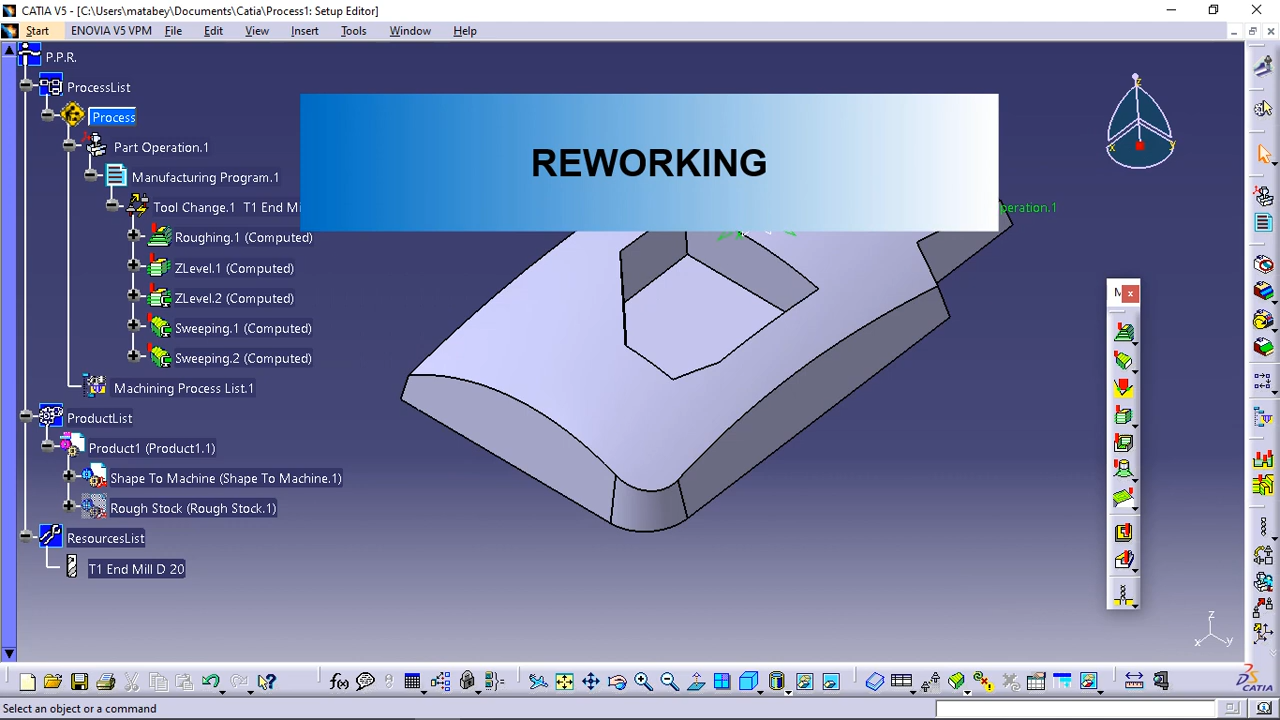 CATIA V5 - [C:\Users\matabey\Documents\Catia\Process1: Setup Editor]
Start ENOVIA V5 VPM File Edit View Insert Tools Window Help
P.P.R.
ProcessList
Process
Part Operation.1
Manufacturing Program.1
Tool Change.1 T1 End Mi
Roughing.1 (Computed)
ZLevel.1 (Computed)
ZLevel.2 (Computed)
Sweeping.1 (Computed)
Sweeping.2 (Computed)
Machining Process List.1
ProductList
Product1 (Product1.1)
Shape To Machine (Shape To Machine.1)
Rough Stock (Rough Stock.1)
ResourcesList
T1 End Mill D 20
REWORKING
peration.1
z
x y
M x
z
x y
f(x)
DS CATIA
Select an object or a command